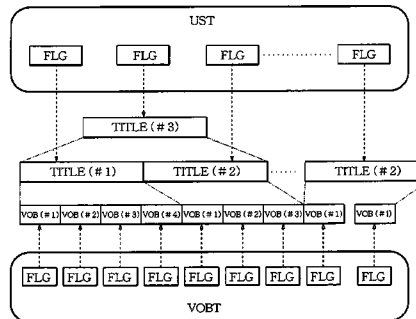 UST
FLG FLG FLG FLG
TITLE (#3)
TITLE (#1) TITLE (#2) TITLE (#2)
VOB (#1) VOB (#2) VOB (#3) VOB (#4) VOB (#1) VOB (#2) VOB (#3) VOB (#1) VOB (#1)
FLG FLG FLG FLG FLG FLG FLG FLG FLG
VOBT